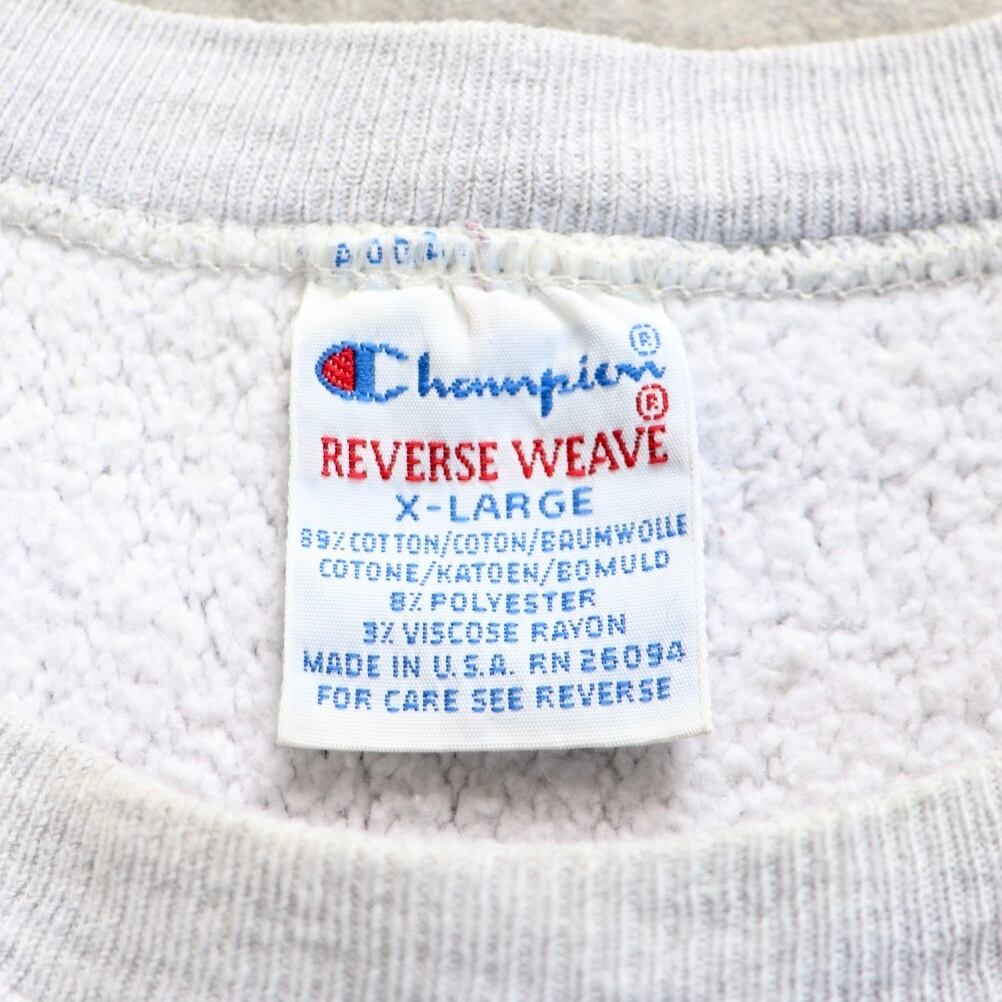 Champion®
REVERSE WEAVE®
X-LARGE
89% COTTON/COTON/BAUMWOLLE
COTONE/KATOEN/BOMULD
8% POLYESTER
3% VISCOSE RAYON
MADE IN U.S.A. RN 26094
FOR CARE SEE REVERSE